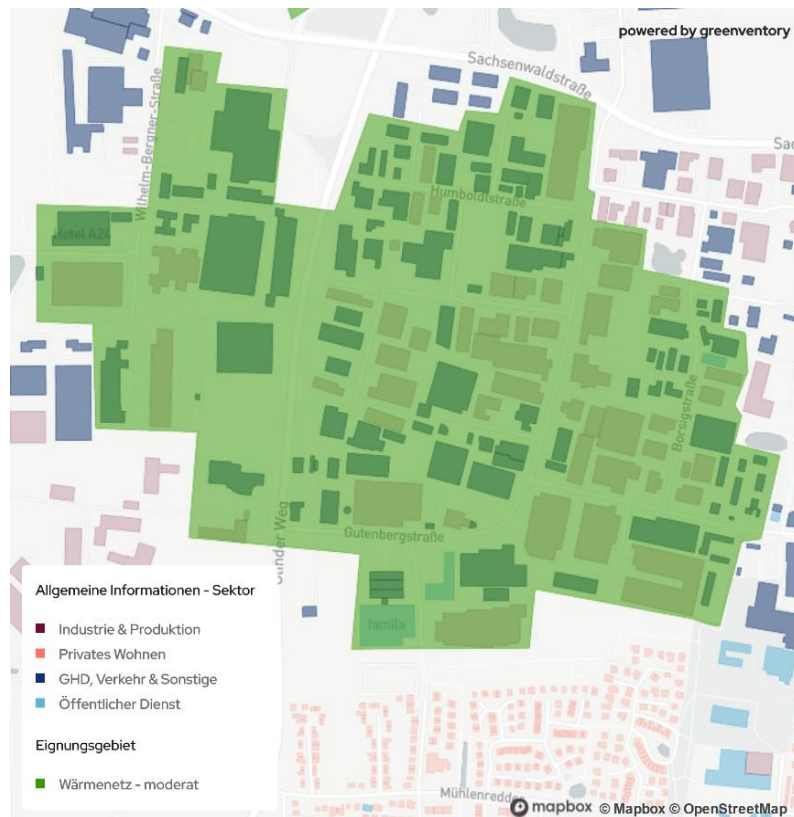 powered by greenventory
Sachsenwaldstraße
Wilhelm-Bergner-Straße
Humboldtstraße
Hotel A24
Borsigstraße
Gutenbergstraße
Weg
famila
Allgemeine Informationen - Sektor
Industrie & Produktion
Privates Wohnen
GHD, Verkehr & Sonstige
Öffentlicher Dienst
Eignungsgebiet
Wärmenetz - moderat
Mühlenredder
mapbox © Mapbox © OpenStreetMap